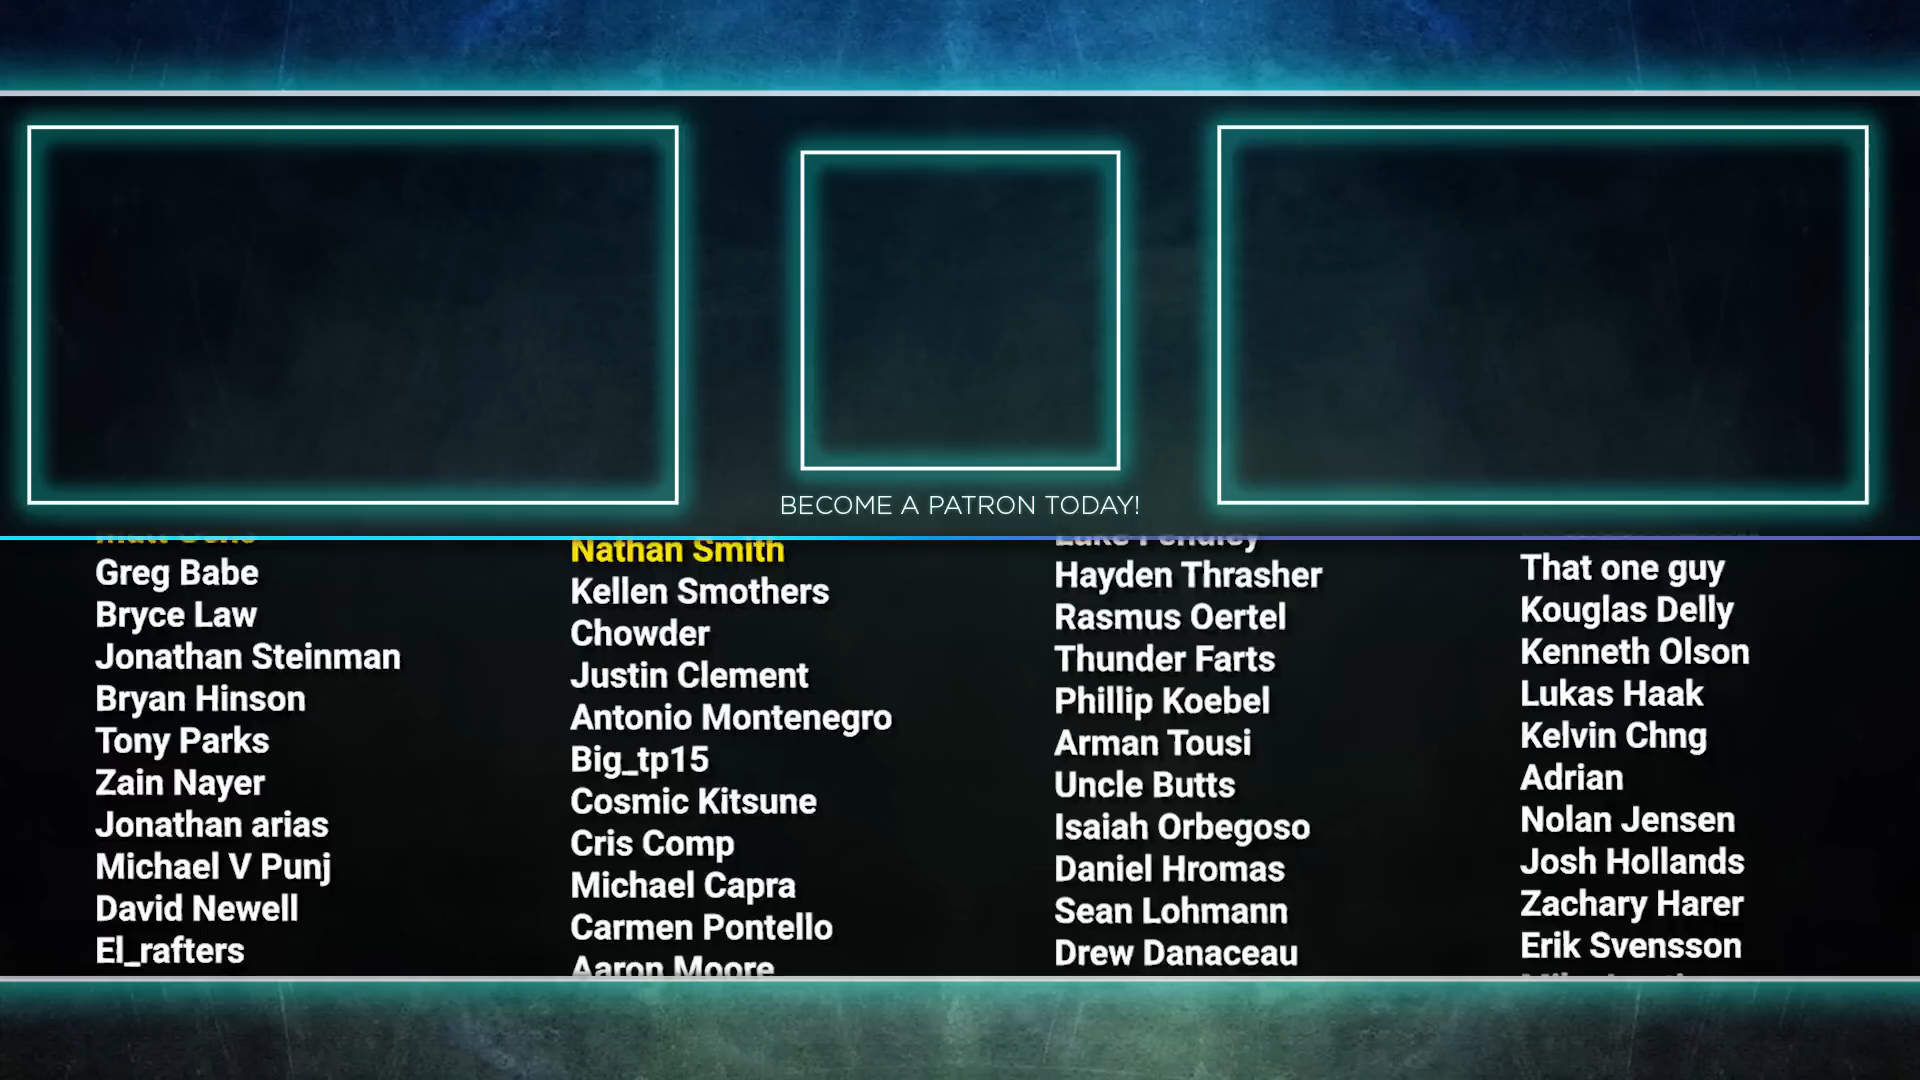 BECOME A PATRON TODAY!
Greg Babe
Bryce Law
Jonathan Steinman
Bryan Hinson
Tony Parks
Zain Nayer
Jonathan arias
Michael V Punj
David Newell
El_rafters
Nathan Smith
Kellen Smothers
Chowder
Justin Clement
Antonio Montenegro
Big_tp15
Cosmic Kitsune
Cris Comp
Michael Capra
Carmen Pontello
Aaron Moore
Hayden Thrasher
Rasmus Oertel
Thunder Farts
Phillip Koebel
Arman Tousi
Uncle Butts
Isaiah Orbegoso
Daniel Hromas
Sean Lohmann
Drew Danaceau
That one guy
Kouglas Delly
Kenneth Olson
Lukas Haak
Kelvin Chng
Adrian
Nolan Jensen
Josh Hollands
Zachary Harer
Erik Svensson